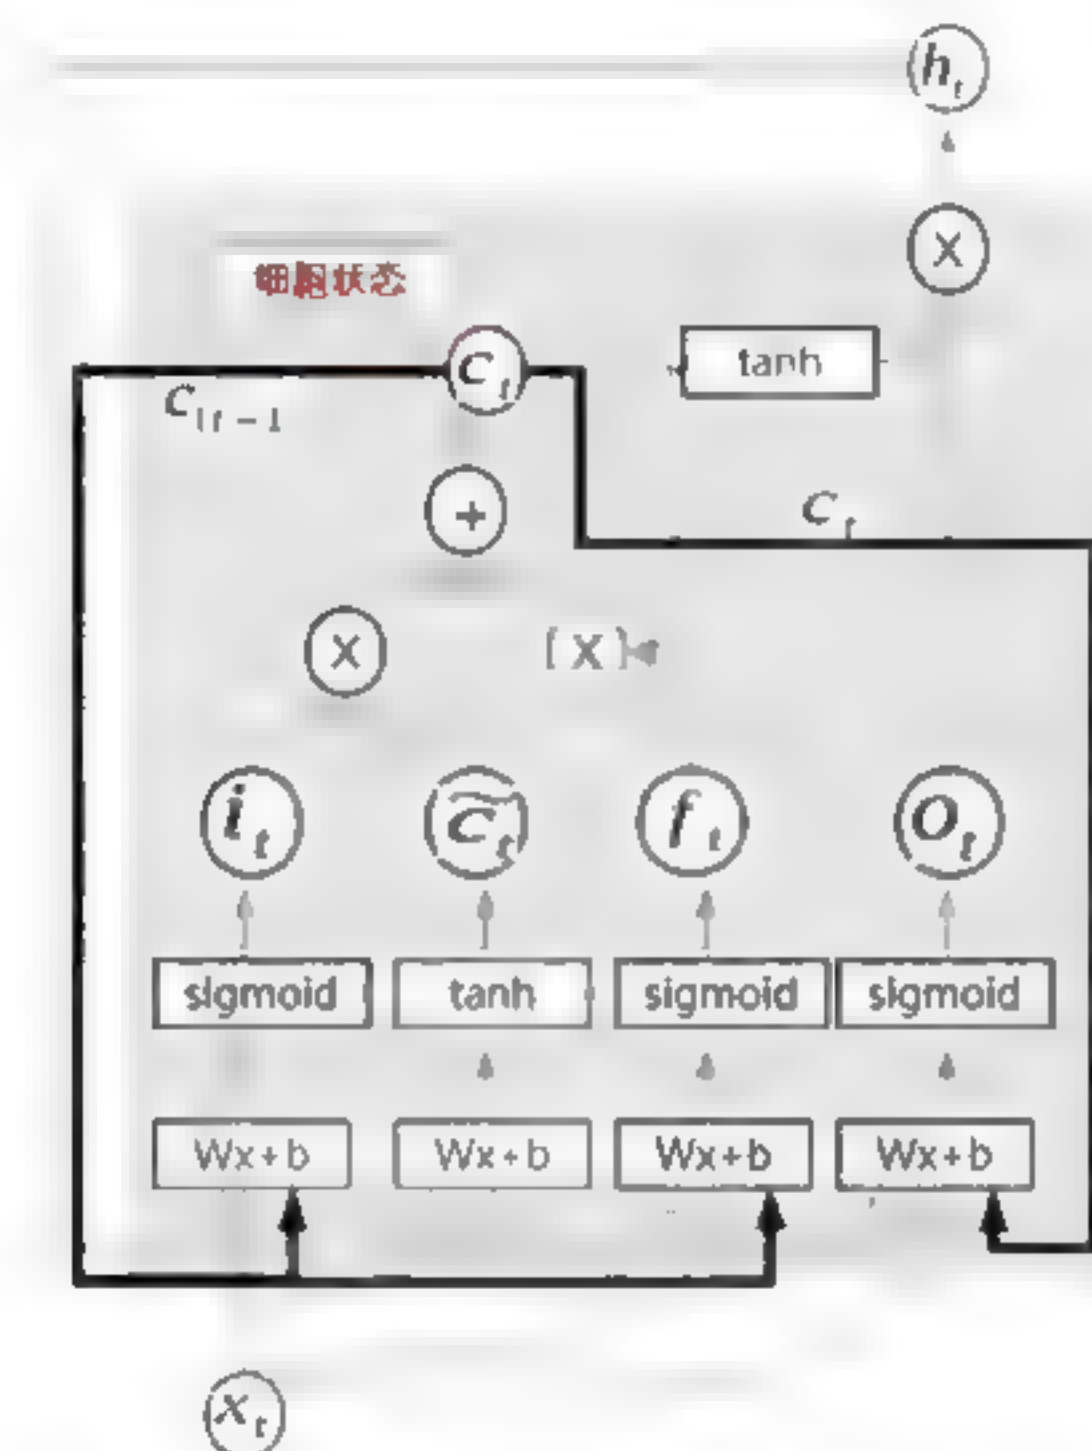 h_t
X
细胞状态
tanh
C_t
C_{t-1}
C_t
+
X X
i_t c̃_t f_t o_t
sigmoid tanh sigmoid sigmoid
Wx+b Wx+b Wx+b Wx+b
x_t